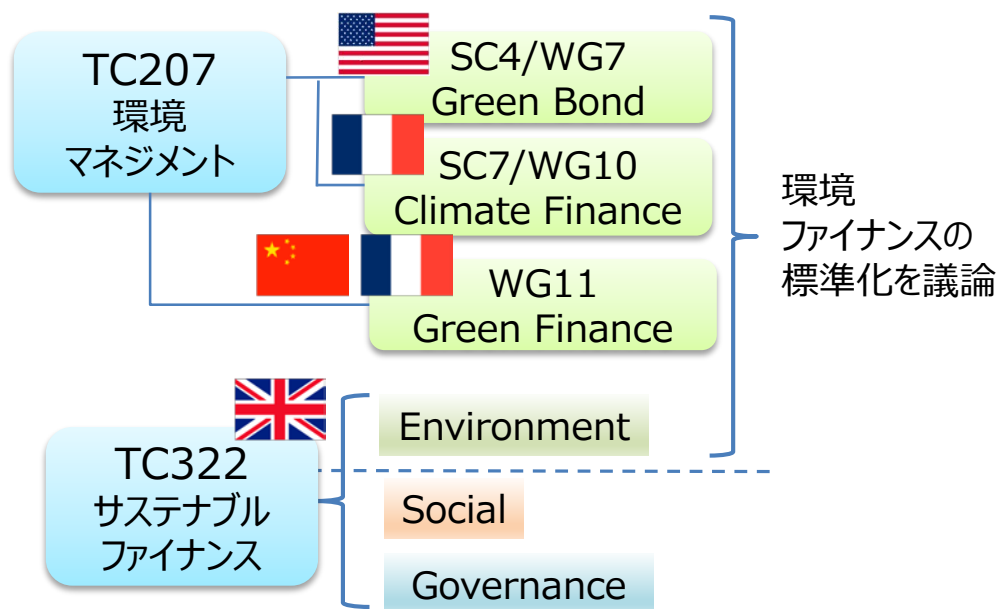 TC207
環境
マネジメント
SC4/WG7
Green Bond
SC7/WG10
Climate Finance
WG11
Green Finance
環境
ファイナンスの
標準化を議論
TC322
サステナブル
ファイナンス
Environment
Social
Governance